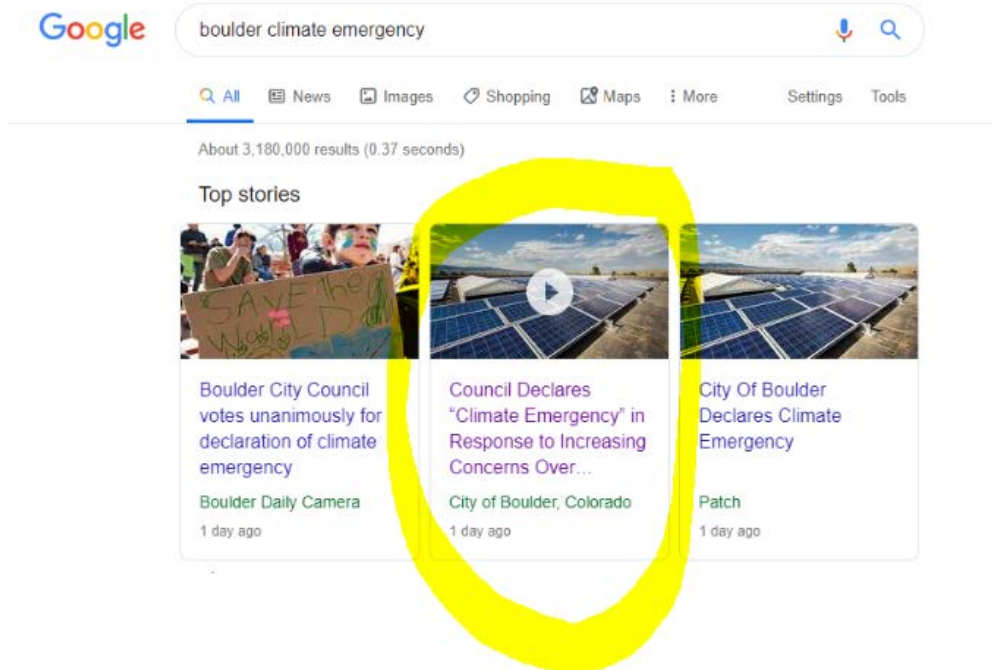 Google
boulder climate emergency
All News Images Shopping Maps More Settings Tools
About 3,180,000 results (0.37 seconds)
Top stories
SAVE THE
WORLD
Boulder City Council
votes unanimously for
declaration of climate
emergency
Boulder Daily Camera
1 day ago
Council Declares
“Climate Emergency” in
Response to Increasing
Concerns Over...
City of Boulder, Colorado
1 day ago
City Of Boulder
Declares Climate
Emergency
Patch
1 day ago